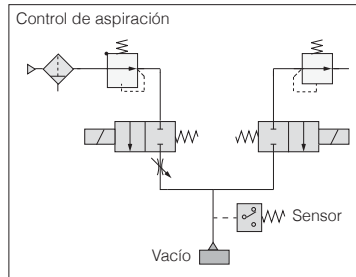 Control de aspiración
Sensor
Vacío